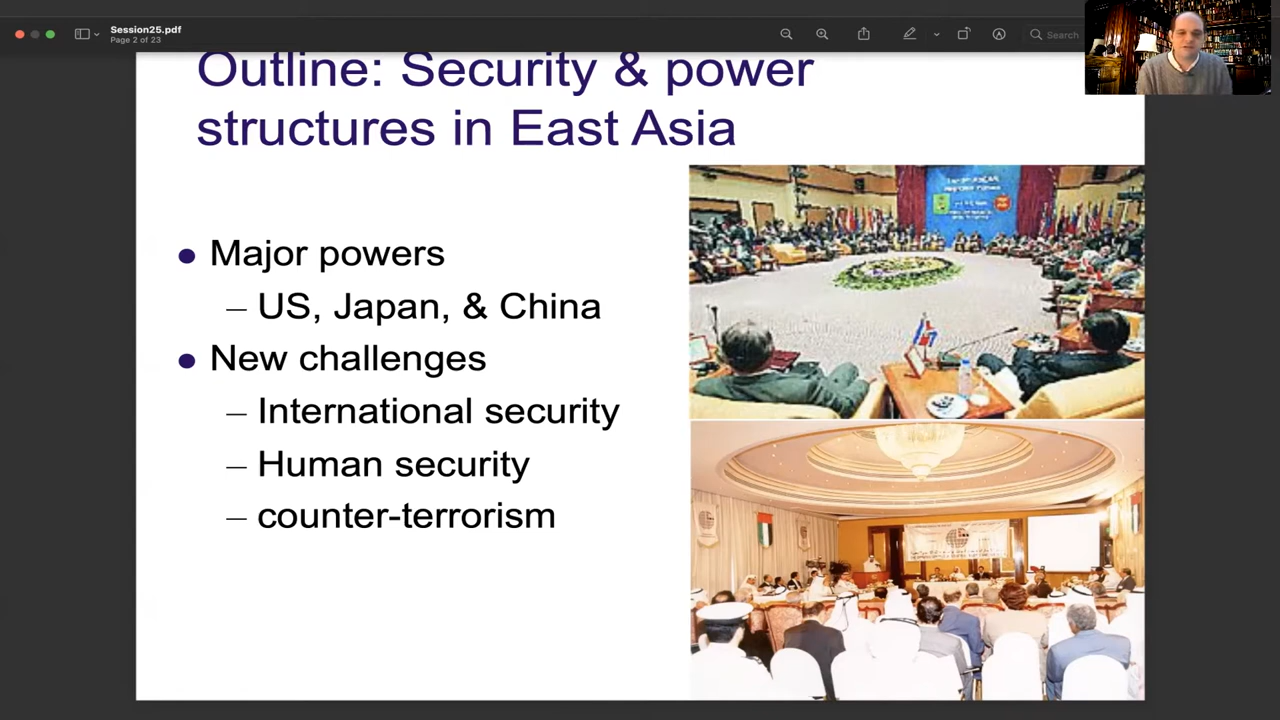 Session25.pdf
Page 2 of 23
Search
Outline: Security & power
structures in East Asia
● Major powers
– US, Japan, & China
● New challenges
– International security
– Human security
– counter-terrorism